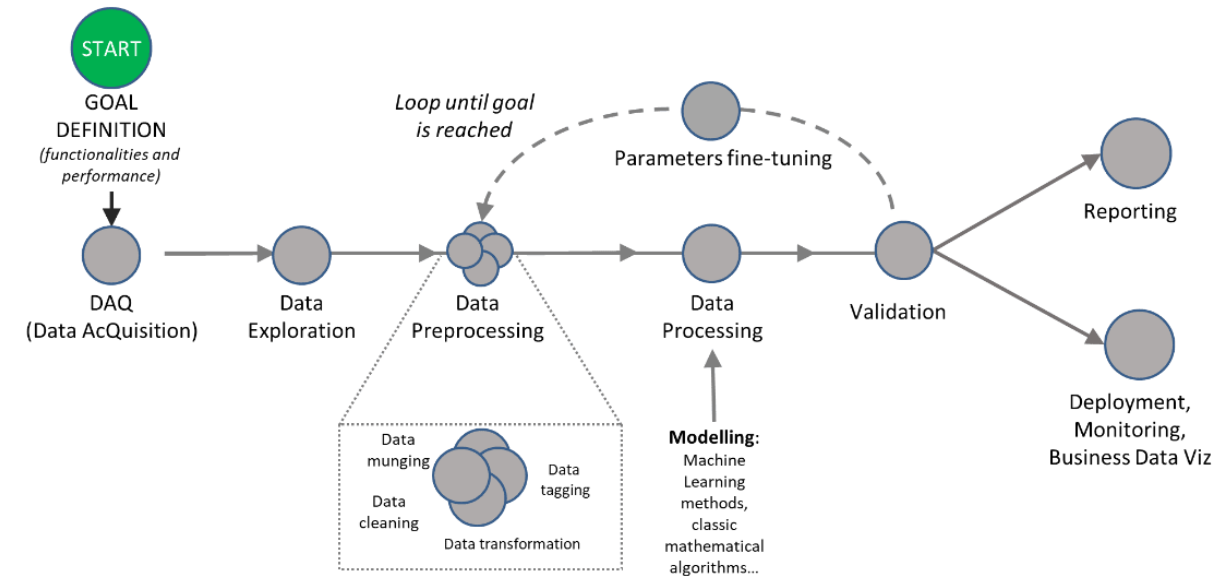 START
GOAL
DEFINITION
(functionalities and
performance)
Loop until goal
is reached
Parameters fine-tuning
Reporting
DAQ
(Data AcQuisition)
Data
Exploration
Data
Preprocessing
Data
Processing
Validation
Deployment,
Monitoring,
Business Data Viz
Data
munging
Data
tagging
Data
cleaning
Data transformation
Modelling:
Machine
Learning
methods,
classic
mathematical
algorithms...